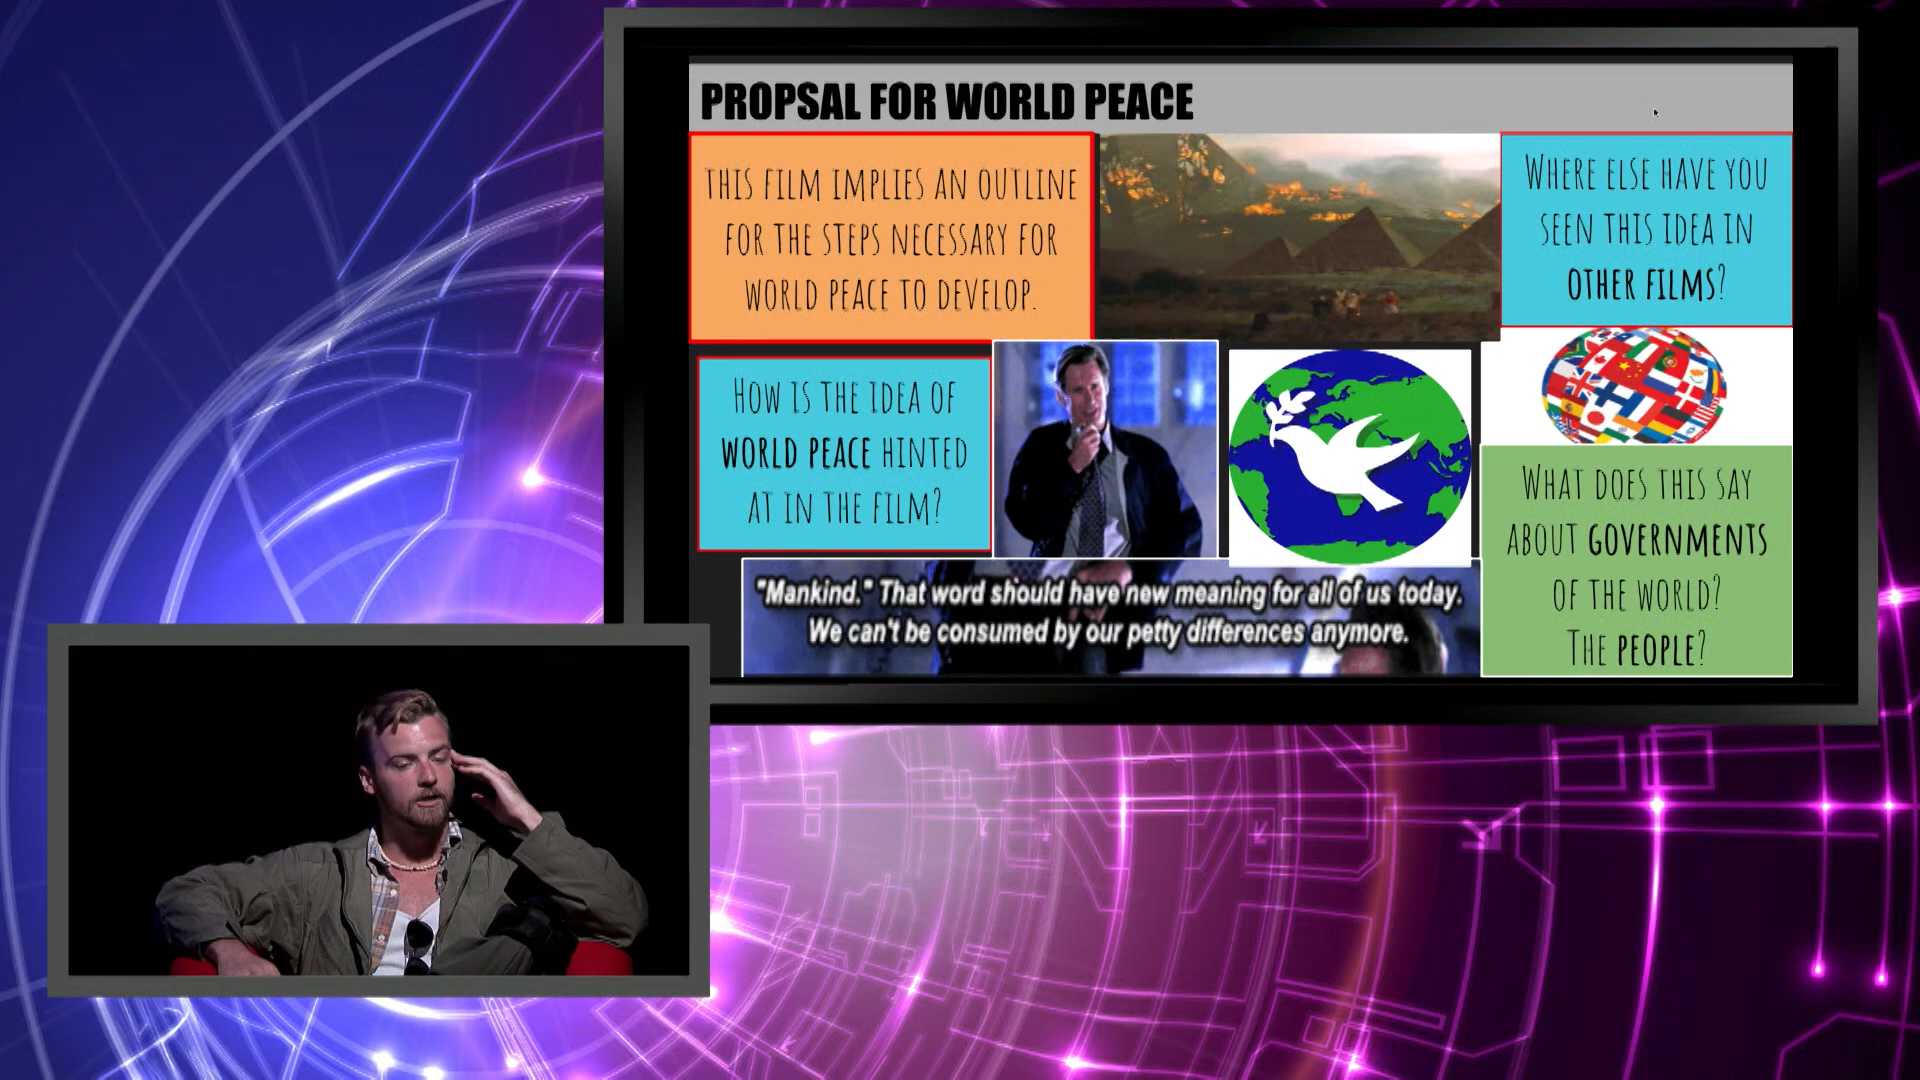 PROPSAL FOR WORLD PEACE
THIS FILM IMPLIES AN OUTLINE
FOR THE STEPS NECESSARY FOR
WORLD PEACE TO DEVELOP.
WHERE ELSE HAVE YOU
SEEN THIS IDEA IN
OTHER FILMS?
HOW IS THE IDEA OF
WORLD PEACE HINTED
AT IN THE FILM?
WHAT DOES THIS SAY
ABOUT GOVERNMENTS
OF THE WORLD?
THE PEOPLE?
"Mankind." That word should have new meaning for all of us today.
We can't be consumed by our petty differences anymore.